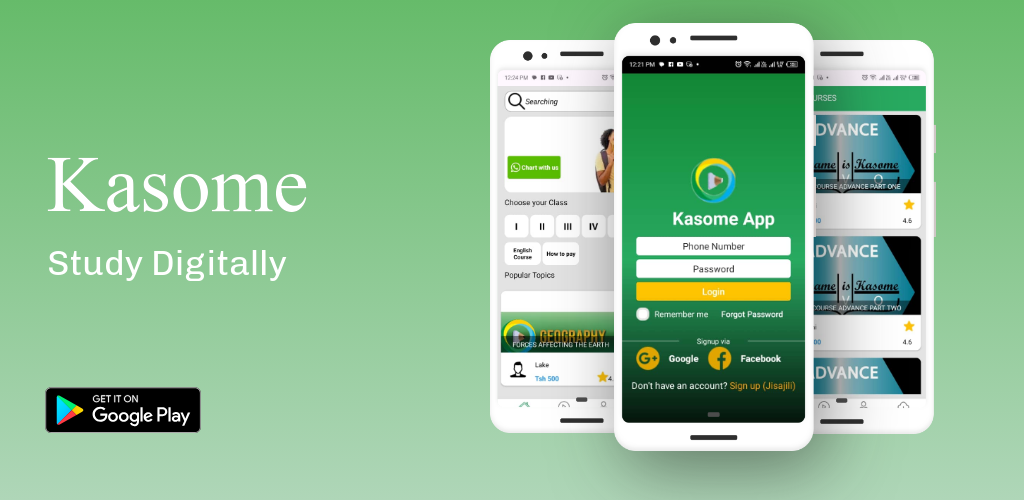 Kasome
Study Digitally
GET IT ON
Google Play
12:24 PM
Searching
Chart with us
Choose your Class
I II III IV
English Course
How to pay
Popular Topics
GEOGRAPHY
FORCES AFFECTING THE EARTH
Lake
Tsh 500
4.
12:21 PM
Kasome App
Phone Number
Password
Login
Remember me Forgot Password
Signup via
Google Facebook
Don't have an account? Sign up (Jisajili)
URSES
DVANCE
ame is Kasome
COURSE ADVANCE PART ONE
00 4.6
DVANCE
ame is Kasome
COURSE ADVANCE PART TWO
00 4.6
DVANCE